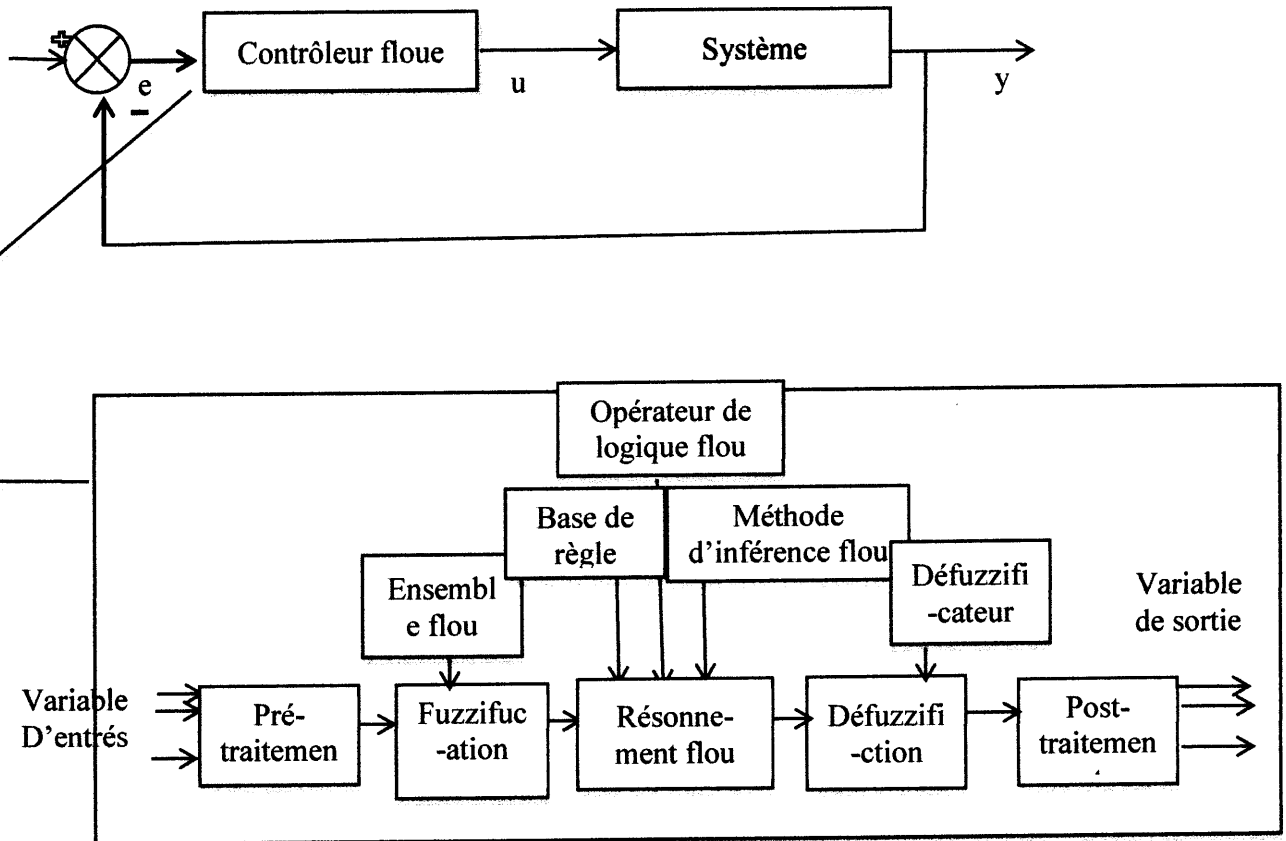 +
Contrôleur floue
Système
e
−
u
y
Opérateur de
logique flou
Base de
règle
Méthode
d'inférence flou
Ensembl
e flou
Défuzzifi
-cateur
Variable
de sortie
Variable
D'entrés
Pré-
traitemen
Fuzzifuc
-ation
Résonne-
ment flou
Défuzzifi
-ction
Post-
traitemen